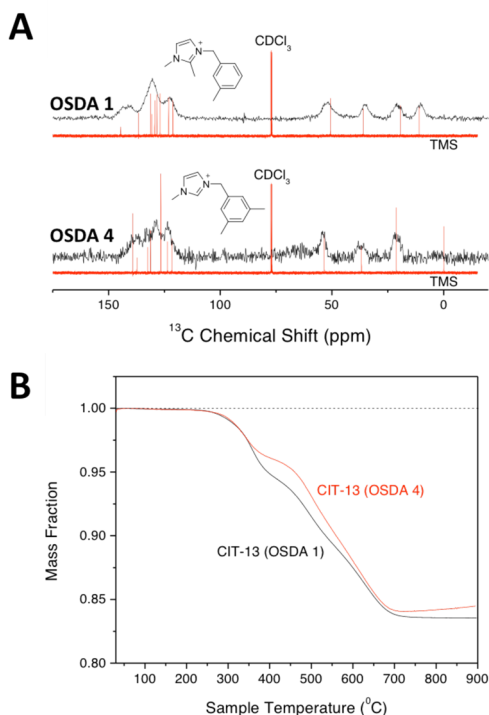 A
CDCl3
OSDA 1
TMS
CDCl3
OSDA 4
TMS
150 100 50 0
13C Chemical Shift (ppm)
B
1.00
0.95
CIT-13 (OSDA 4)
0.90
CIT-13 (OSDA 1)
0.85
0.80
Mass Fraction
100 200 300 400 500 600 700 800 900
Sample Temperature (°C)
N
N
+
N
N
+